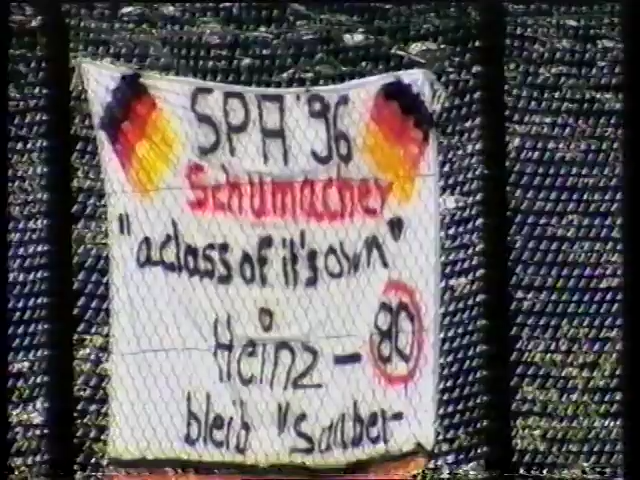 SPA '96
Schumacher
"a class of it's own"
Heinz - 80
bleib "sauber